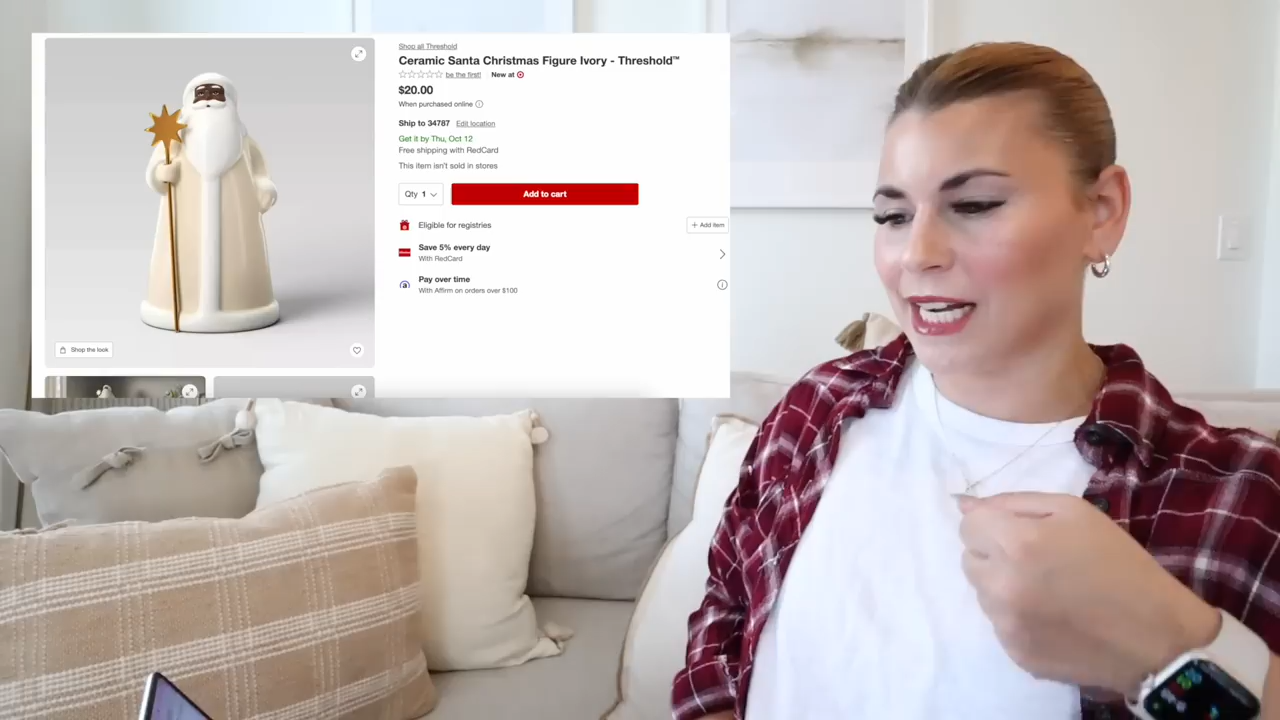 Shop all Threshold
Ceramic Santa Christmas Figure Ivory - Threshold™
be the first! New at
$20.00
When purchased online
Ship to 34787 Edit location
Get it by Thu, Oct 12
Free shipping with RedCard
This item isn't sold in stores
Qty 1
Add to cart
Eligible for registries
+ Add item
Save 5% every day
With RedCard
Pay over time
With Affirm on orders over $100
Shop the look